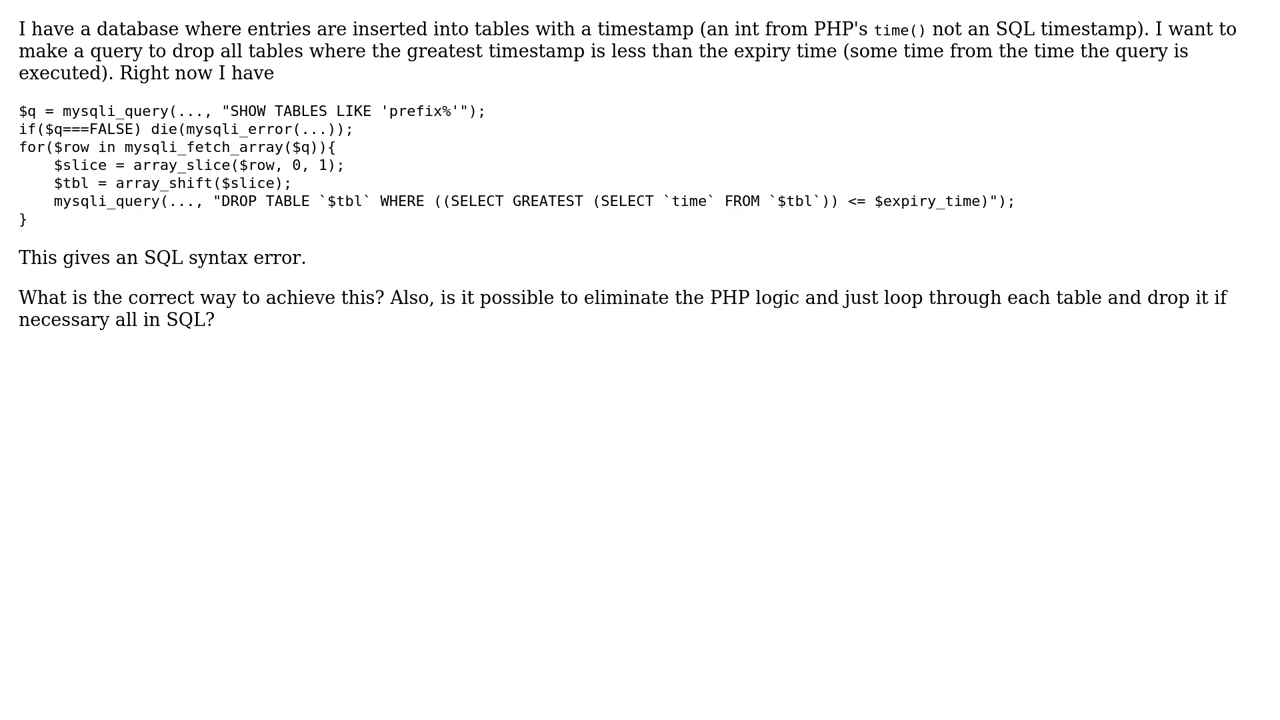 I have a database where entries are inserted into tables with a timestamp (an int from PHP's time() not an SQL timestamp). I want to
make a query to drop all tables where the greatest timestamp is less than the expiry time (some time from the time the query is
executed). Right now I have
$q = mysqli_query(..., "SHOW TABLES LIKE 'prefix%'");
if($q===FALSE) die(mysqli_error(...));
for($row in mysqli_fetch_array($q)){
    $slice = array_slice($row, 0, 1);
    $tbl = array_shift($slice);
    mysqli_query(..., "DROP TABLE `$tbl` WHERE ((SELECT GREATEST (SELECT `time` FROM `$tbl`)) <= $expiry_time)");
}
This gives an SQL syntax error.
What is the correct way to achieve this? Also, is it possible to eliminate the PHP logic and just loop through each table and drop it if
necessary all in SQL?